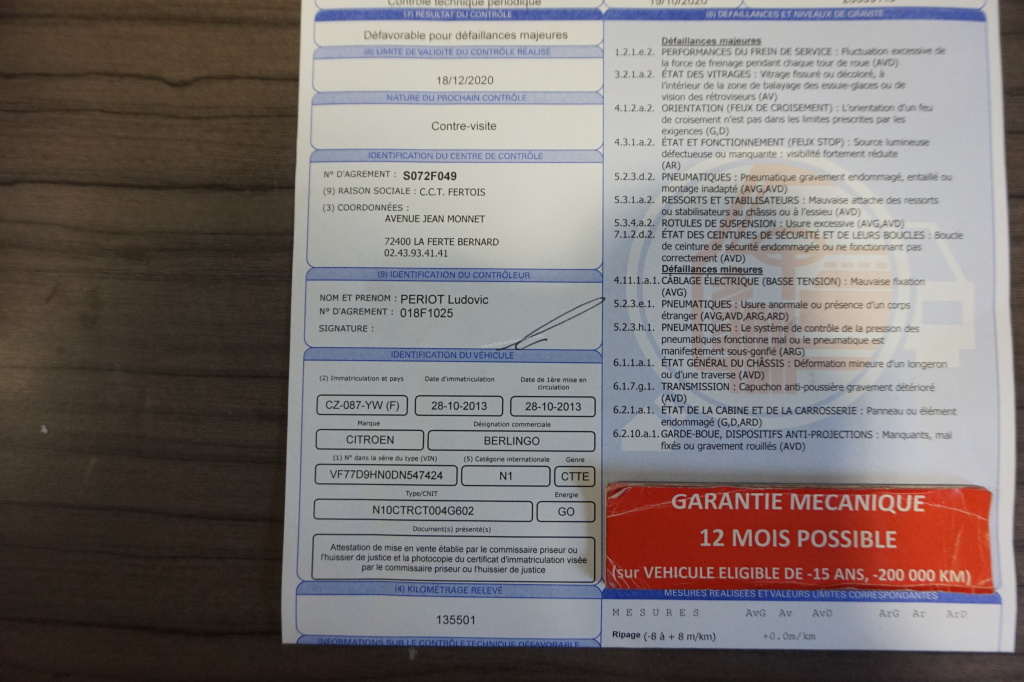 Contrôle technique périodique
19/10/2020
(7) RÉSULTAT DU CONTRÔLE
Défavorable pour défaillances majeures
(8) LIMITE DE VALIDITÉ DU CONTRÔLE RÉALISÉ
18/12/2020
NATURE DU PROCHAIN CONTRÔLE
Contre-visite
IDENTIFICATION DU CENTRE DE CONTRÔLE
N° D'AGREMENT : S072F049
(9) RAISON SOCIALE : C.C.T. FERTOIS
(3) COORDONNÉES :
AVENUE JEAN MONNET
72400 LA FERTE BERNARD
02.43.93.41.41
(9) IDENTIFICATION DU CONTRÔLEUR
NOM ET PRENOM : PERIOT Ludovic
N° D'AGREMENT : 018F1025
SIGNATURE :
IDENTIFICATION DU VÉHICULE
(2) Immatriculation et pays Date d'immatriculation Date de 1ère mise en circulation
CZ-087-YW (F) 28-10-2013 28-10-2013
Marque Désignation commerciale
CITROEN BERLINGO
(1) N° dans la série du type (VIN) (5) Catégorie internationale Genre
VF77D9HN0DN547424 N1 CTTE
Type/CNIT Energie
N10CTRCT004G602 GO
Document(s) présenté(s)
Attestation de mise en vente établie par le commissaire priseur ou
l'huissier de justice et la photocopie du certificat d'immatriculation visée
par le commissaire priseur ou l'huissier de justice
(4) KILOMÉTRAGE RELEVÉ
135501
INFORMATIONS SUR LE CONTRÔLE TECHNIQUE DÉFAVORABLE
(6) DÉFAILLANCES ET NIVEAUX DE GRAVITÉ
Défaillances majeures
1.2.1.e.2. PERFORMANCES DU FREIN DE SERVICE : Fluctuation excessive de
la force de freinage pendant chaque tour de roue (AVD)
3.2.1.a.2. ÉTAT DES VITRAGES : Vitrage fissuré ou décoloré, à
l'intérieur de la zone de balayage des essuie-glaces ou de
vision des rétroviseurs (AV)
4.1.2.a.2. ORIENTATION (FEUX DE CROISEMENT) : L'orientation d'un feu
de croisement n'est pas dans les limites prescrites par les
exigences (G,D)
4.3.1.a.2. ÉTAT ET FONCTIONNEMENT (FEUX STOP) : Source lumineuse
défectueuse ou manquante : visibilité fortement réduite
(AR)
5.2.3.d.2. PNEUMATIQUES : Pneumatique gravement endommagé, entaillé ou
montage inadapté (AVG,AVD)
5.3.1.a.2. RESSORTS ET STABILISATEURS : Mauvaise attache des ressorts
ou stabilisateurs au châssis ou à l'essieu (AVD)
5.3.4.a.2. ROTULES DE SUSPENSION : Usure excessive (AVG,AVD)
7.1.2.d.2. ÉTAT DES CEINTURES DE SÉCURITÉ ET DE LEURS BOUCLES : Boucle
de ceinture de sécurité endommagée ou ne fonctionnant pas
correctement (AVD)
Défaillances mineures
4.11.1.a.1. CÂBLAGE ÉLECTRIQUE (BASSE TENSION) : Mauvaise fixation
(AVG)
5.2.3.e.1. PNEUMATIQUES : Usure anormale ou présence d'un corps
étranger (AVG,AVD,ARG,ARD)
5.2.3.h.1. PNEUMATIQUES : Le système de contrôle de la pression des
pneumatiques fonctionne mal ou le pneumatique est
manifestement sous-gonflé (ARG)
6.1.1.a.1. ÉTAT GÉNÉRAL DU CHÂSSIS : Déformation mineure d'un longeron
ou d'une traverse (AVD)
6.1.7.g.1. TRANSMISSION : Capuchon anti-poussière gravement détérioré
(AVD)
6.2.1.a.1. ÉTAT DE LA CABINE ET DE LA CARROSSERIE : Panneau ou élément
endommagé (G,D,ARD)
6.2.10.a.1. GARDE-BOUE, DISPOSITIFS ANTI-PROJECTIONS : Manquants, mal
fixés ou gravement rouillés (AVD)
GARANTIE MECANIQUE
12 MOIS POSSIBLE
(sur VEHICULE ELIGIBLE DE -15 ANS, -200 000 KM)
MESURES RÉALISÉES ET VALEURS LIMITES CORRESPONDANTES
MESURES AvG Av AvD ArG Ar ArD
Ripage (-8 à + 8 m/km) +0.0m/km